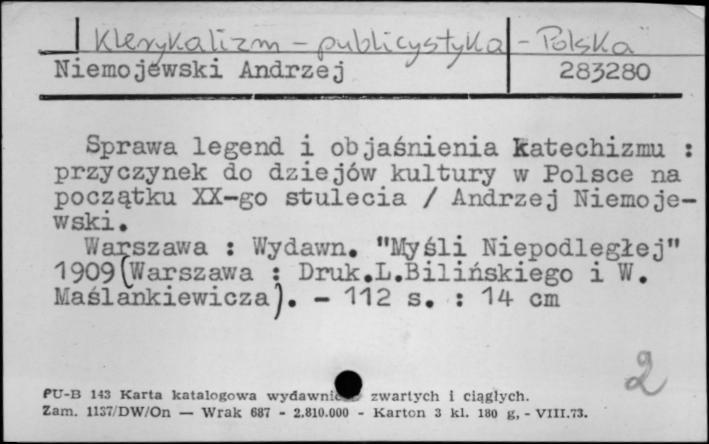 Klerykalizm - publicystyka - Polska
Niemojewski Andrzej 283280
Sprawa legend i objaśnienia katechizmu :
przyczynek do dziejów kultury w Polsce na
początku XX-go stulecia / Andrzej Niemoje-
wski.
Warszawa : Wydawn. "Myśli Niepodległej"
1909 (Warszawa : Druk.L.Bilińskiego i W.
Maślankiewicza). - 112 s. : 14 cm
2
PU-B 143 Karta katalogowa zwartych i ciągłych.
Zam. 1137/DW/On — Wrak 687 - 2.810.000 - Karton 3 kl. 180 g, - VIII.73.